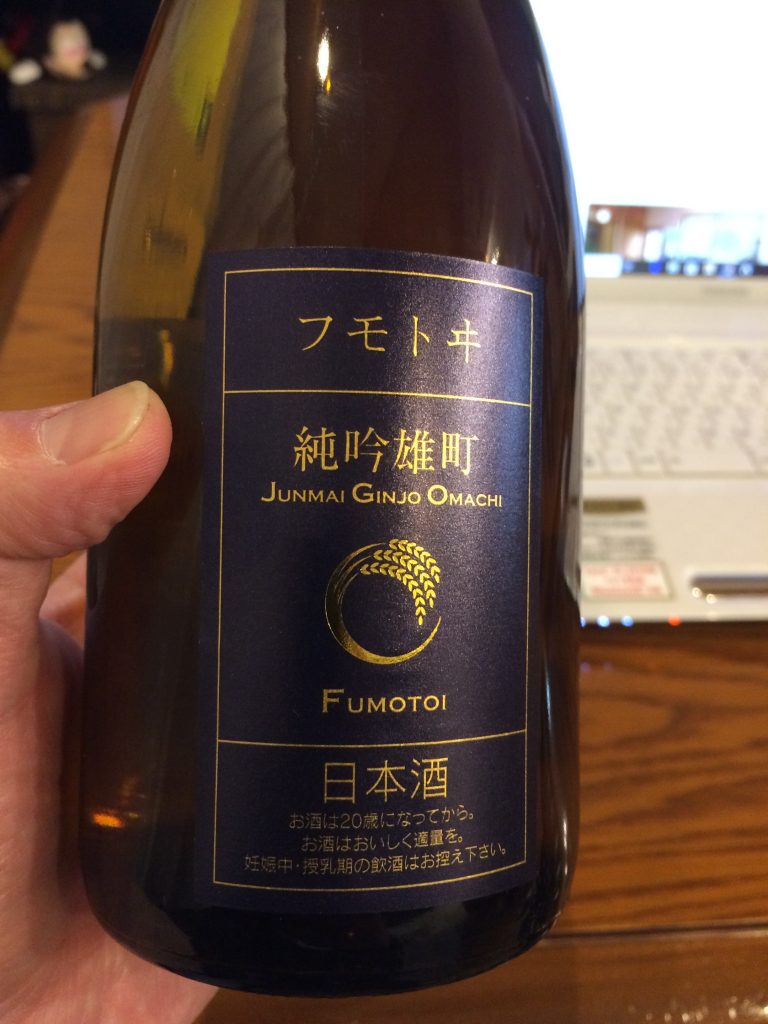 フモトヰ
純吟雄町
JUNMAI GINJO OMACHI
FUMOTOI
日本酒
お酒は20歳になってから。
お酒はおいしく適量を。
妊娠中・授乳期の飲酒はお控え下さい。